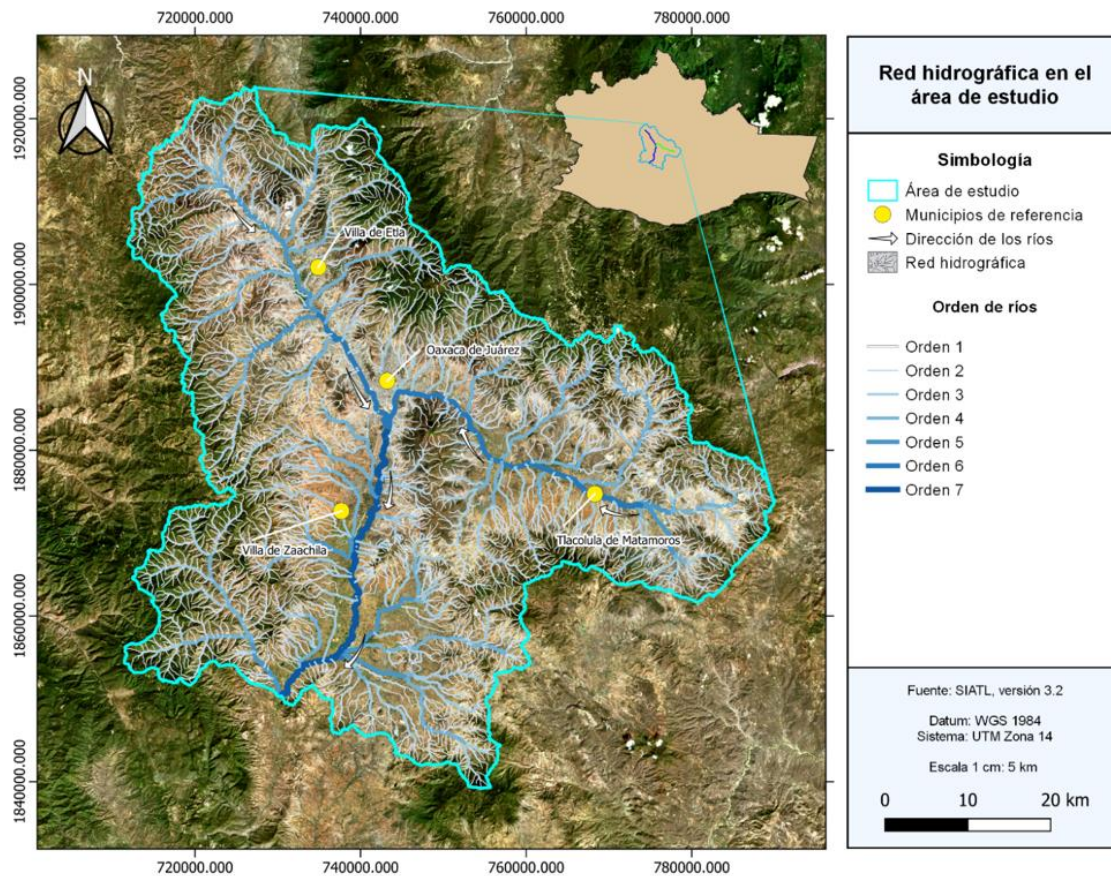 720000.000 740000.000 760000.000 780000.000
1920000.000
1900000.000
1880000.000
1860000.000
1840000.000
N
Villa de Etla
Oaxaca de Juárez
Villa de Zaachila
Tlacolula de Matamoros
720000.000 740000.000 760000.000 780000.000
Red hidrográfica en el
área de estudio
Simbología
Área de estudio
Municipios de referencia
Dirección de los ríos
Red hidrográfica
Orden de ríos
Orden 1
Orden 2
Orden 3
Orden 4
Orden 5
Orden 6
Orden 7
Fuente: SIATL, versión 3.2
Datum: WGS 1984
Sistema: UTM Zona 14
Escala 1 cm: 5 km
0 10 20 km